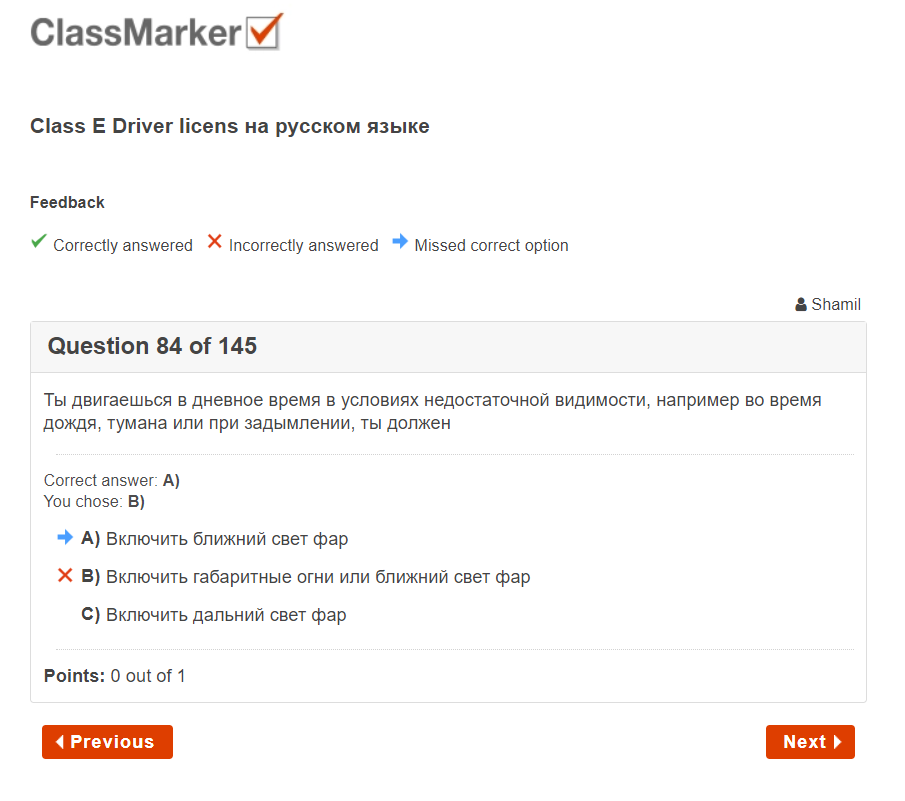 ClassMarker
Class E Driver licens на русском языке
Feedback
Correctly answered Incorrectly answered Missed correct option
Shamil
Question 84 of 145
Ты двигаешься в дневное время в условиях недостаточной видимости, например во время
дождя, тумана или при задымлении, ты должен
Correct answer: A)
You chose: B)
A) Включить ближний свет фар
B) Включить габаритные огни или ближний свет фар
C) Включить дальний свет фар
Points: 0 out of 1
Previous Next